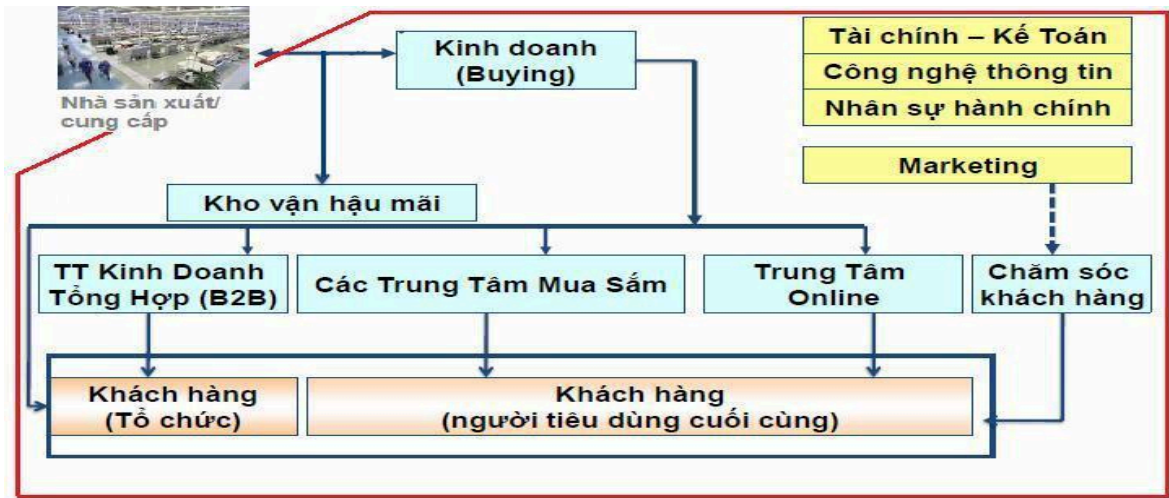 Nhà sản xuất/
cung cấp
Kinh doanh
(Buying)
Tài chính – Kế Toán
Công nghệ thông tin
Nhân sự hành chính
Marketing
Kho vận hậu mãi
TT Kinh Doanh
Tổng Hợp (B2B)
Các Trung Tâm Mua Sắm
Trung Tâm
Online
Chăm sóc
khách hàng
Khách hàng
(Tổ chức)
Khách hàng
(người tiêu dùng cuối cùng)